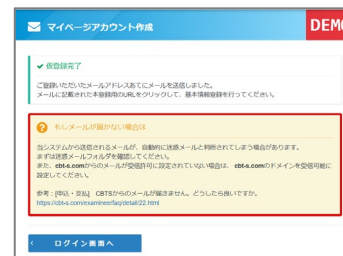 マイページアカウント作成
DEMO
仮登録完了
ご登録いただいたメールアドレスあてにメールを送信しました。
メールに記載された本登録用のURLをクリックして、基本情報登録を行ってください。
もしメールが届かない場合は
当システムから送信されるメールが、自動的に迷惑メールと判断されてしまう場合があります。
まずは迷惑メールフォルダを確認してください。
また、cbt-s.comからのメールが受信許可に設定されていない場合は、cbt-s.comのドメインを受信可能に
設定してください。
参考：[申込・支払] CBTSからのメールが届きません。どうしたら良いですか。
https://cbt-s.com/examinee/faq/detail/22.html
ログイン画面へ